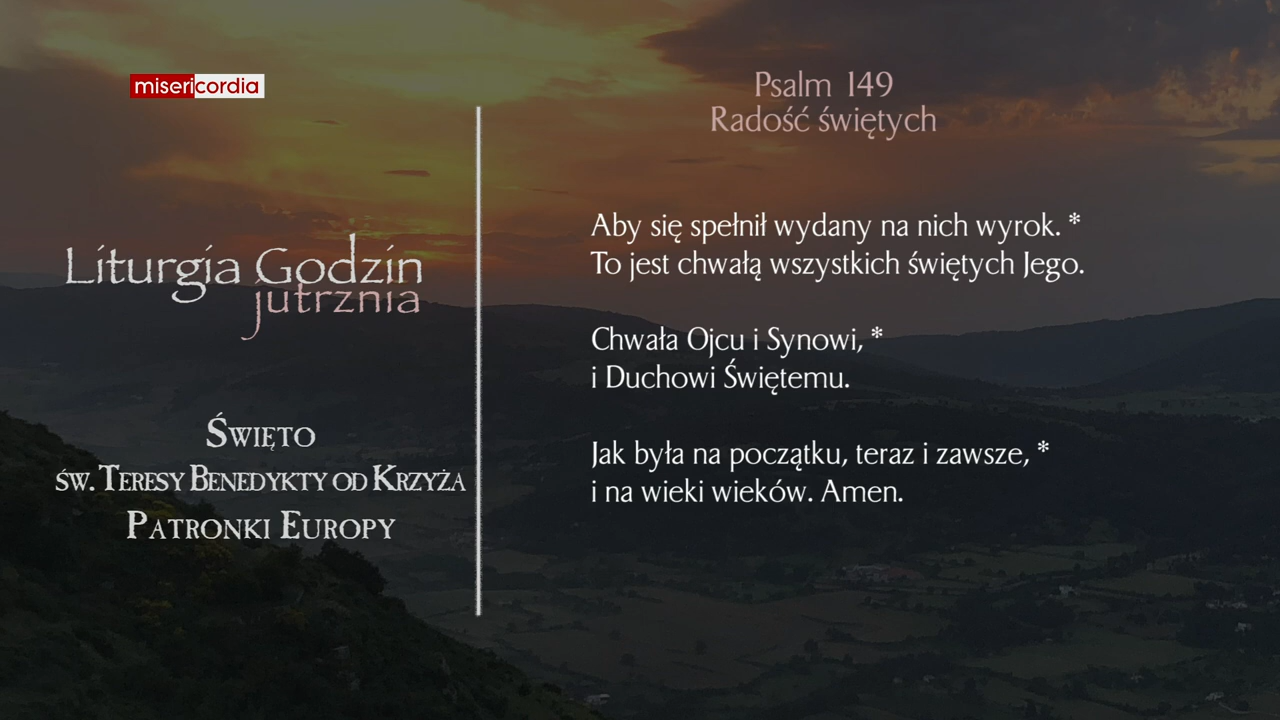 misericordia
Liturgia Godzin
jutrznia
Święto
św. Teresy Benedykty od Krzyża
Patronki Europy
Psalm 149
Radość świętych
Aby się spełnił wydany na nich wyrok. *
To jest chwałą wszystkich świętych Jego.
Chwała Ojcu i Synowi, *
i Duchowi Świętemu.
Jak była na początku, teraz i zawsze, *
i na wieki wieków. Amen.